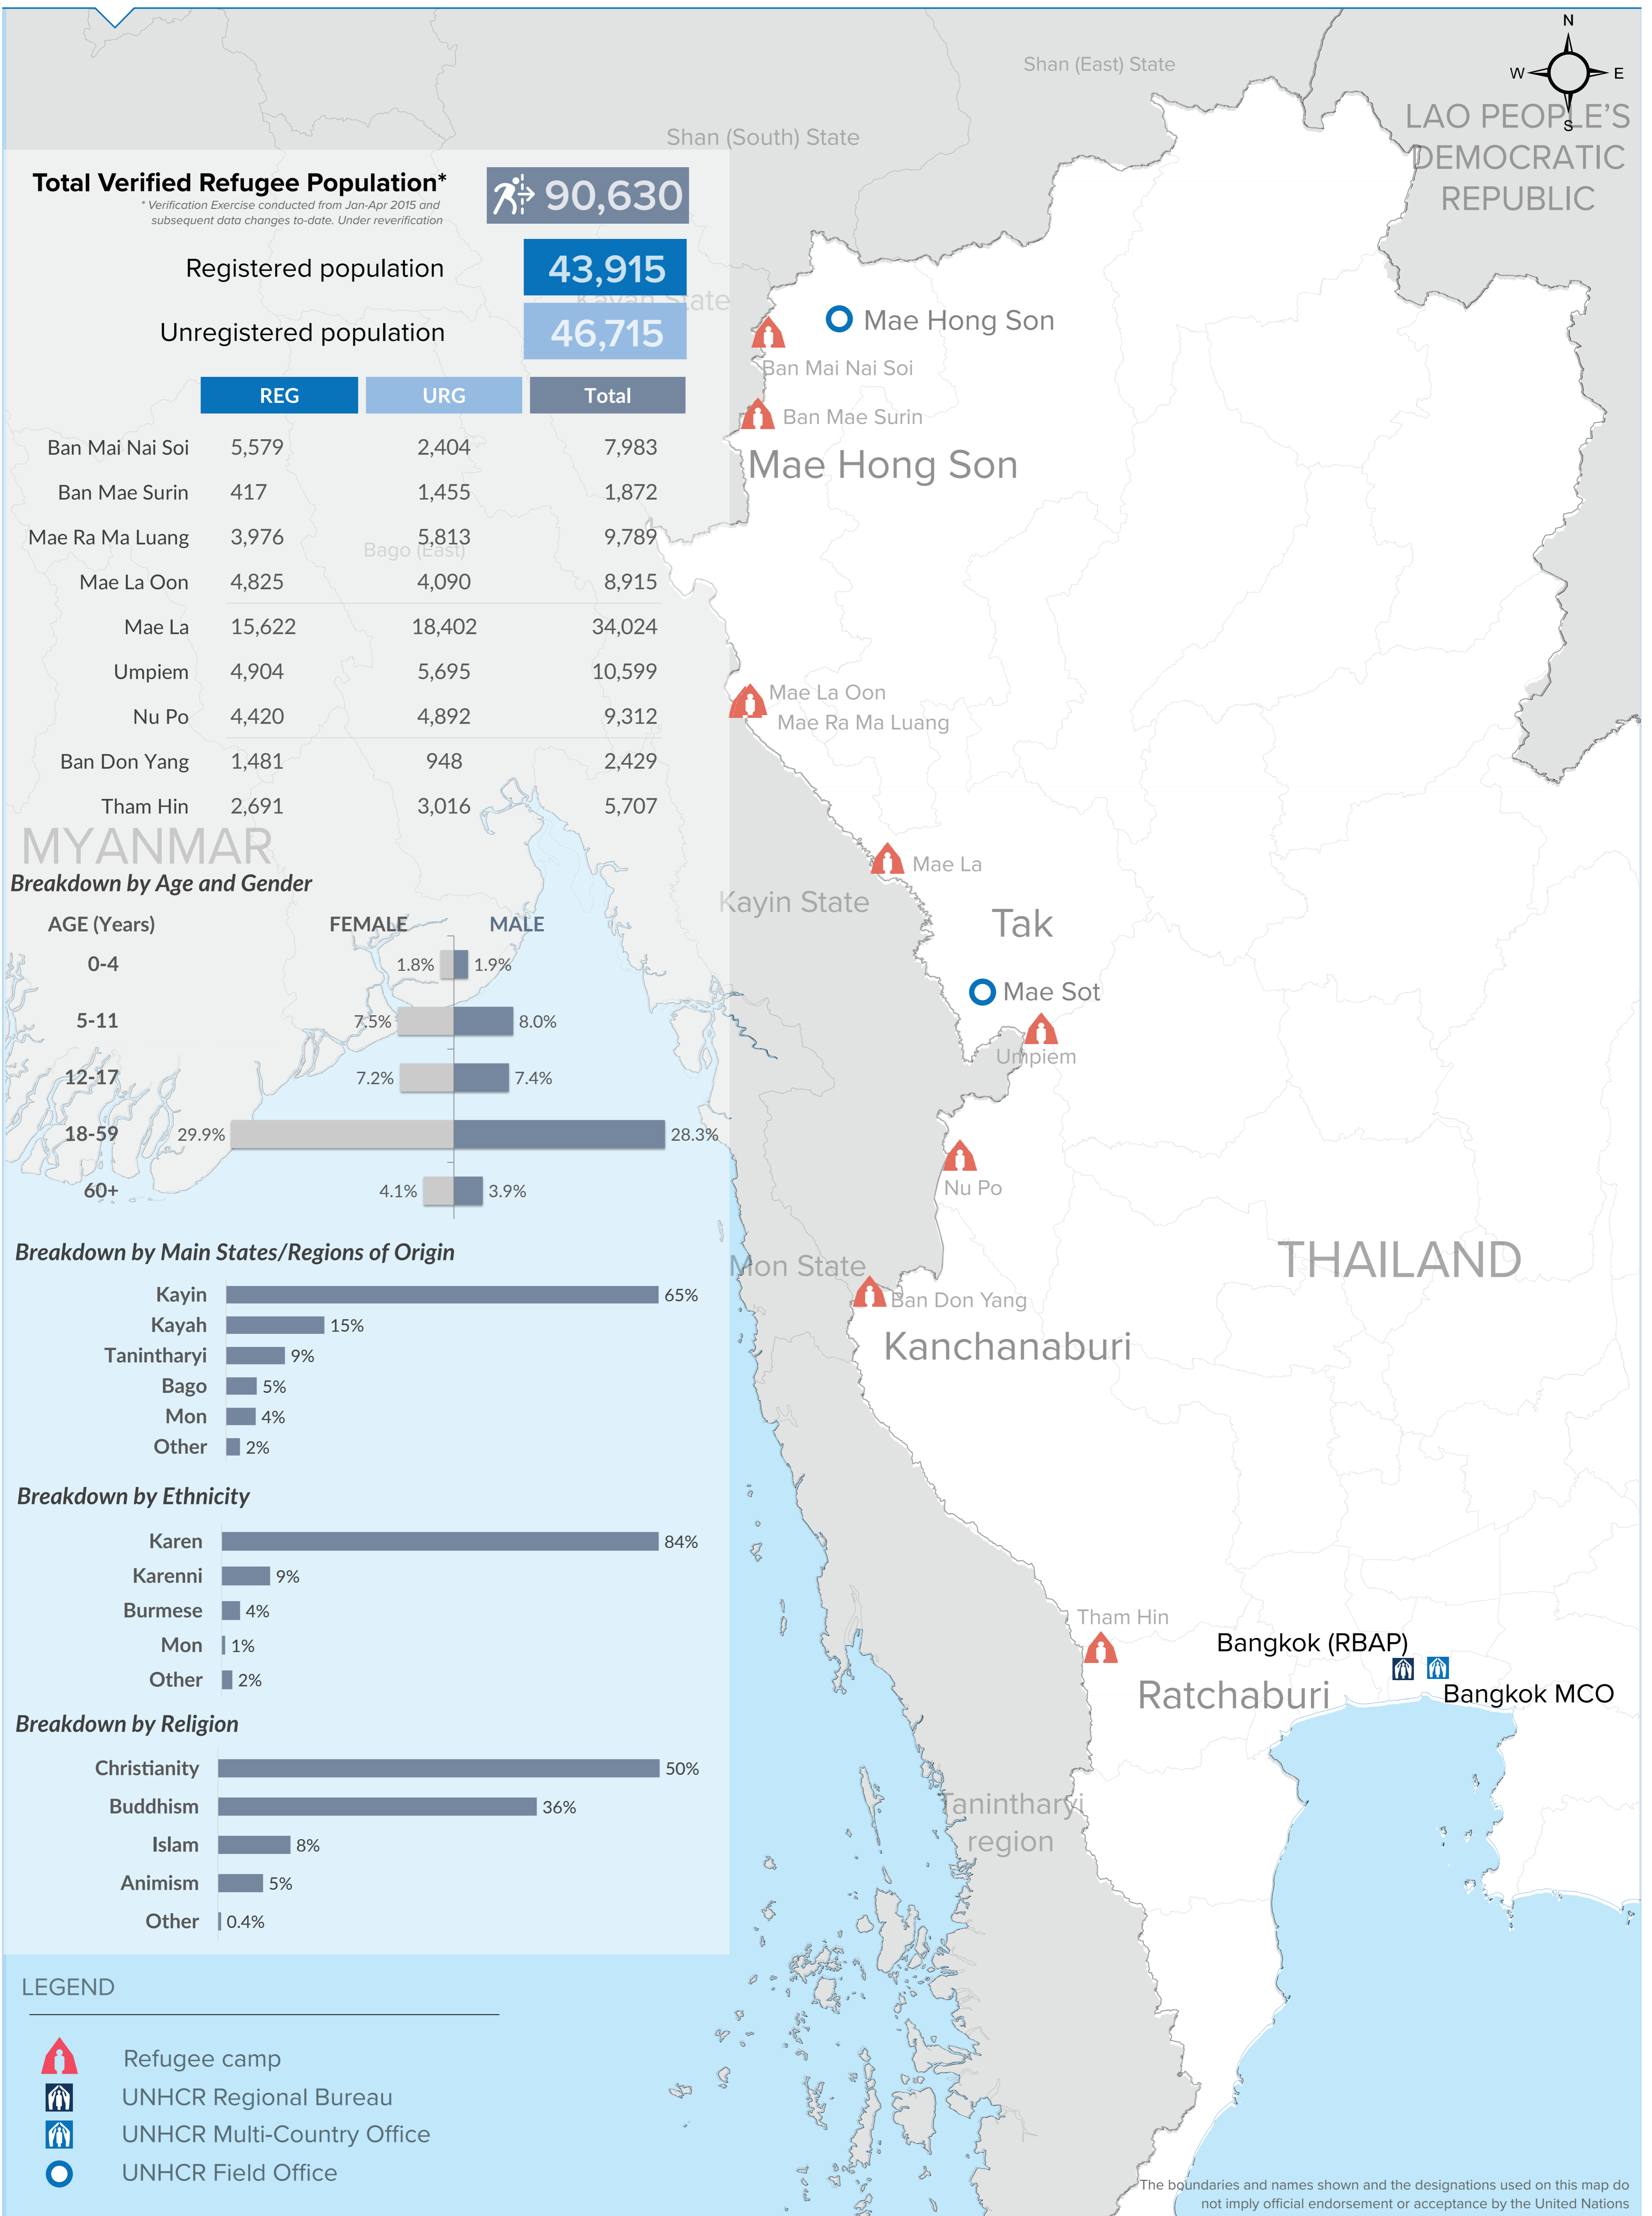 Total Verified Refugee Population*
* Verification Exercise conducted from Jan-Apr 2015 and
subsequent data changes to-date. Under reverification
90,630
Registered population 43,915
Unregistered population 46,715
REG URG Total
Ban Mai Nai Soi 5,579 2,404 7,983
Ban Mae Surin 417 1,455 1,872
Mae Ra Ma Luang 3,976 5,813 9,789
Mae La Oon 4,825 4,090 8,915
Mae La 15,622 18,402 34,024
Umpiem 4,904 5,695 10,599
Nu Po 4,420 4,892 9,312
Ban Don Yang 1,481 948 2,429
Tham Hin 2,691 3,016 5,707
Breakdown by Age and Gender
AGE (Years) FEMALE MALE
0-4 1.8% 1.9%
5-11 7.5% 8.0%
12-17 7.2% 7.4%
18-59 29.9% 28.3%
60+ 4.1% 3.9%
Breakdown by Main States/Regions of Origin
Kayin 65%
Kayah 15%
Tanintharyi 9%
Bago 5%
Mon 4%
Other 2%
Breakdown by Ethnicity
Karen 84%
Karenni 9%
Burmese 4%
Mon 1%
Other 2%
Breakdown by Religion
Christianity 50%
Buddhism 36%
Islam 8%
Animism 5%
Other 0.4%
LEGEND
Refugee camp
UNHCR Regional Bureau
UNHCR Multi-Country Office
UNHCR Field Office
N
W E
S
Shan (East) State
LAO PEOPLE'S
DEMOCRATIC
REPUBLIC
Shan (South) State
Kayah State
Mae Hong Son
Ban Mai Nai Soi
Ban Mae Surin
Mae Hong Son
Bago (East)
Mae La Oon
Mae Ra Ma Luang
MYANMAR
Mae La
Kayin State
Tak
Mae Sot
Umpiem
Nu Po
THAILAND
Mon State
Ban Don Yang
Kanchanaburi
Tham Hin
Bangkok (RBAP)
Ratchaburi
Bangkok MCO
Tanintharyi
region
The boundaries and names shown and the designations used on this map do
not imply official endorsement or acceptance by the United Nations